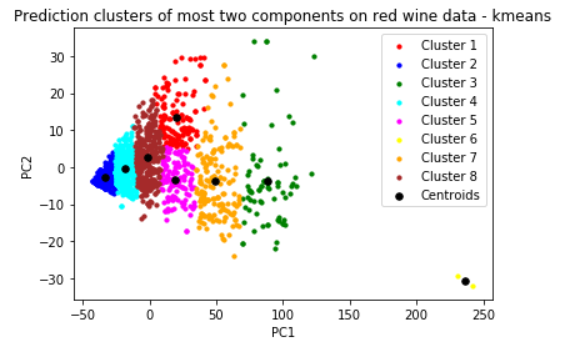 Prediction clusters of most two components on red wine data - kmeans
Cluster 1
Cluster 2
Cluster 3
Cluster 4
Cluster 5
Cluster 6
Cluster 7
Cluster 8
Centroids
PC2
30
20
10
0
−10
−20
−30
−50 0 50 100 150 200 250
PC1